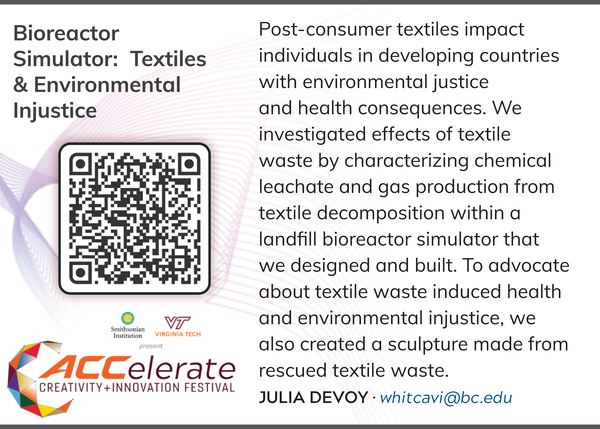 Bioreactor
Simulator:  Textiles
& Environmental
Injustice
Smithsonian
Institution
VT
VIRGINIA TECH
present
ACCelerate
CREATIVITY+INNOVATION FESTIVAL
Post-consumer textiles impact
individuals in developing countries
with environmental justice
and health consequences. We
investigated effects of textile
waste by characterizing chemical
leachate and gas production from
textile decomposition within a
landfill bioreactor simulator that
we designed and built. To advocate
about textile waste induced health
and environmental injustice, we
also created a sculpture made from
rescued textile waste.
JULIA DEVOY · whitcavi@bc.edu